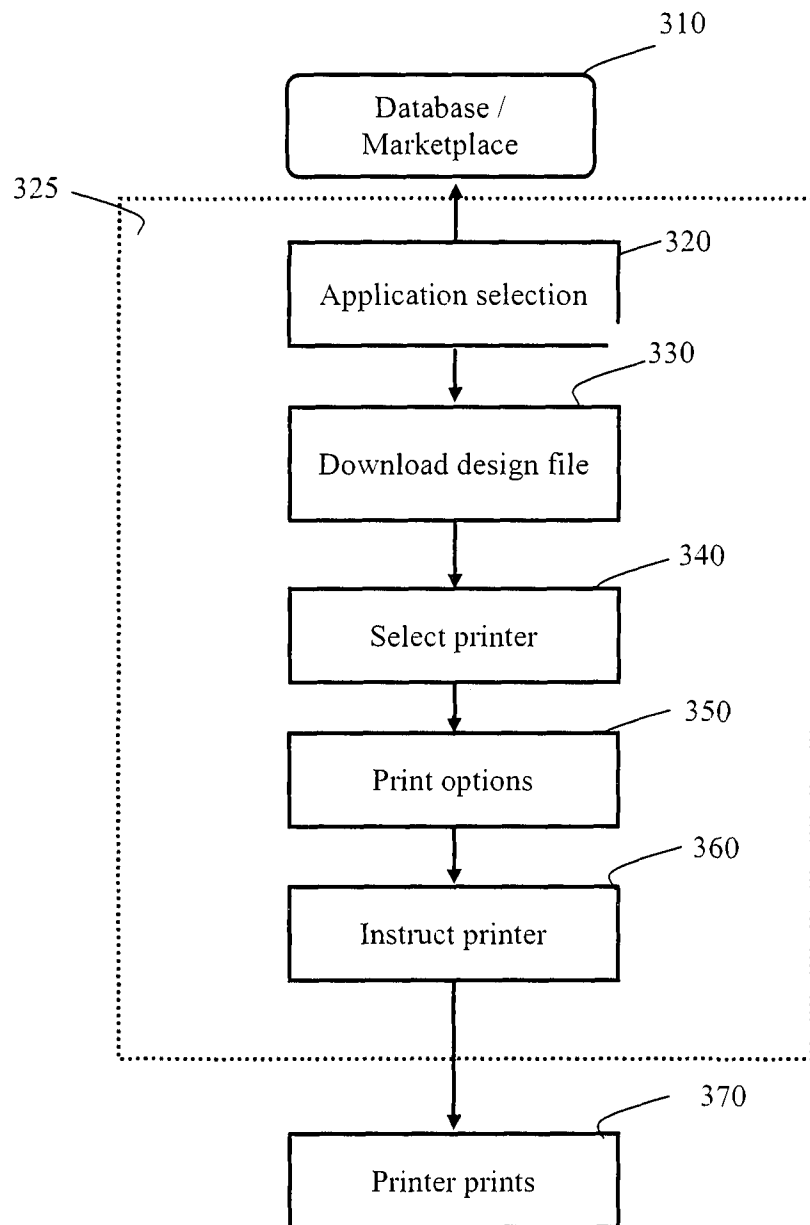 310
Database /
Marketplace
325
320
Application selection
330
Download design file
340
Select printer
350
Print options
360
Instruct printer
370
Printer prints